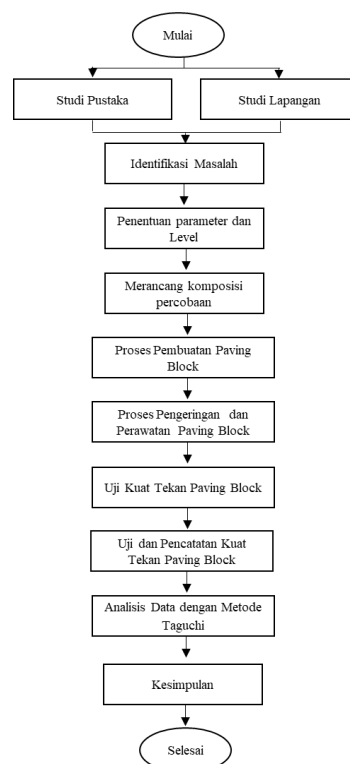 Mulai
Studi Pustaka
Studi Lapangan
Identifikasi Masalah
Penentuan parameter dan
Level
Merancang komposisi
percobaan
Proses Pembuatan Paving
Block
Proses Pengeringan dan
Perawatan Paving Block
Uji Kuat Tekan Paving Block
Uji dan Pencatatan Kuat
Tekan Paving Block
Analisis Data dengan Metode
Taguchi
Kesimpulan
Selesai